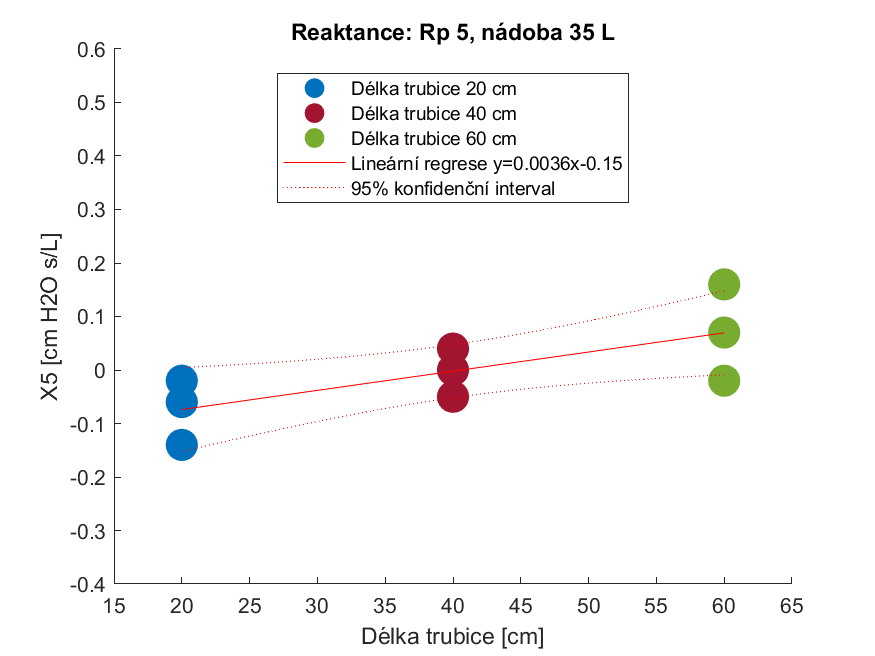 Reaktance: Rp 5, nádoba 35 L
Délka trubice 20 cm
Délka trubice 40 cm
Délka trubice 60 cm
Lineární regrese y=0.0036x-0.15
95% konfidenční interval
X5 [cm H2O s/L]
0.6
0.5
0.4
0.3
0.2
0.1
0
-0.1
-0.2
-0.3
-0.4
15 20 25 30 35 40 45 50 55 60 65
Délka trubice [cm]